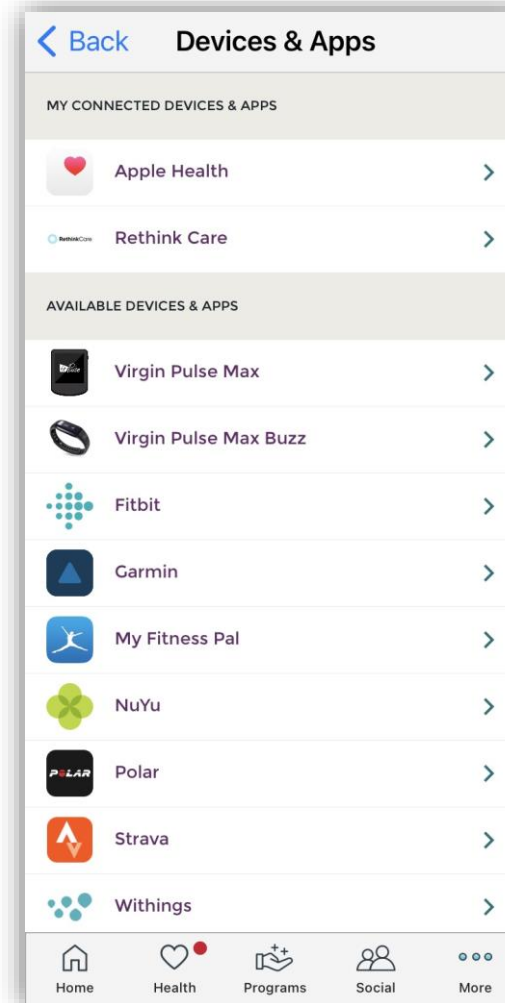 Back Devices & Apps
MY CONNECTED DEVICES & APPS
Apple Health
RethinkCare Rethink Care
AVAILABLE DEVICES & APPS
Virgin Pulse Max
Virgin Pulse Max Buzz
Fitbit
Garmin
My Fitness Pal
NuYu
POLAR Polar
Strava
Withings
Home Health Programs Social More